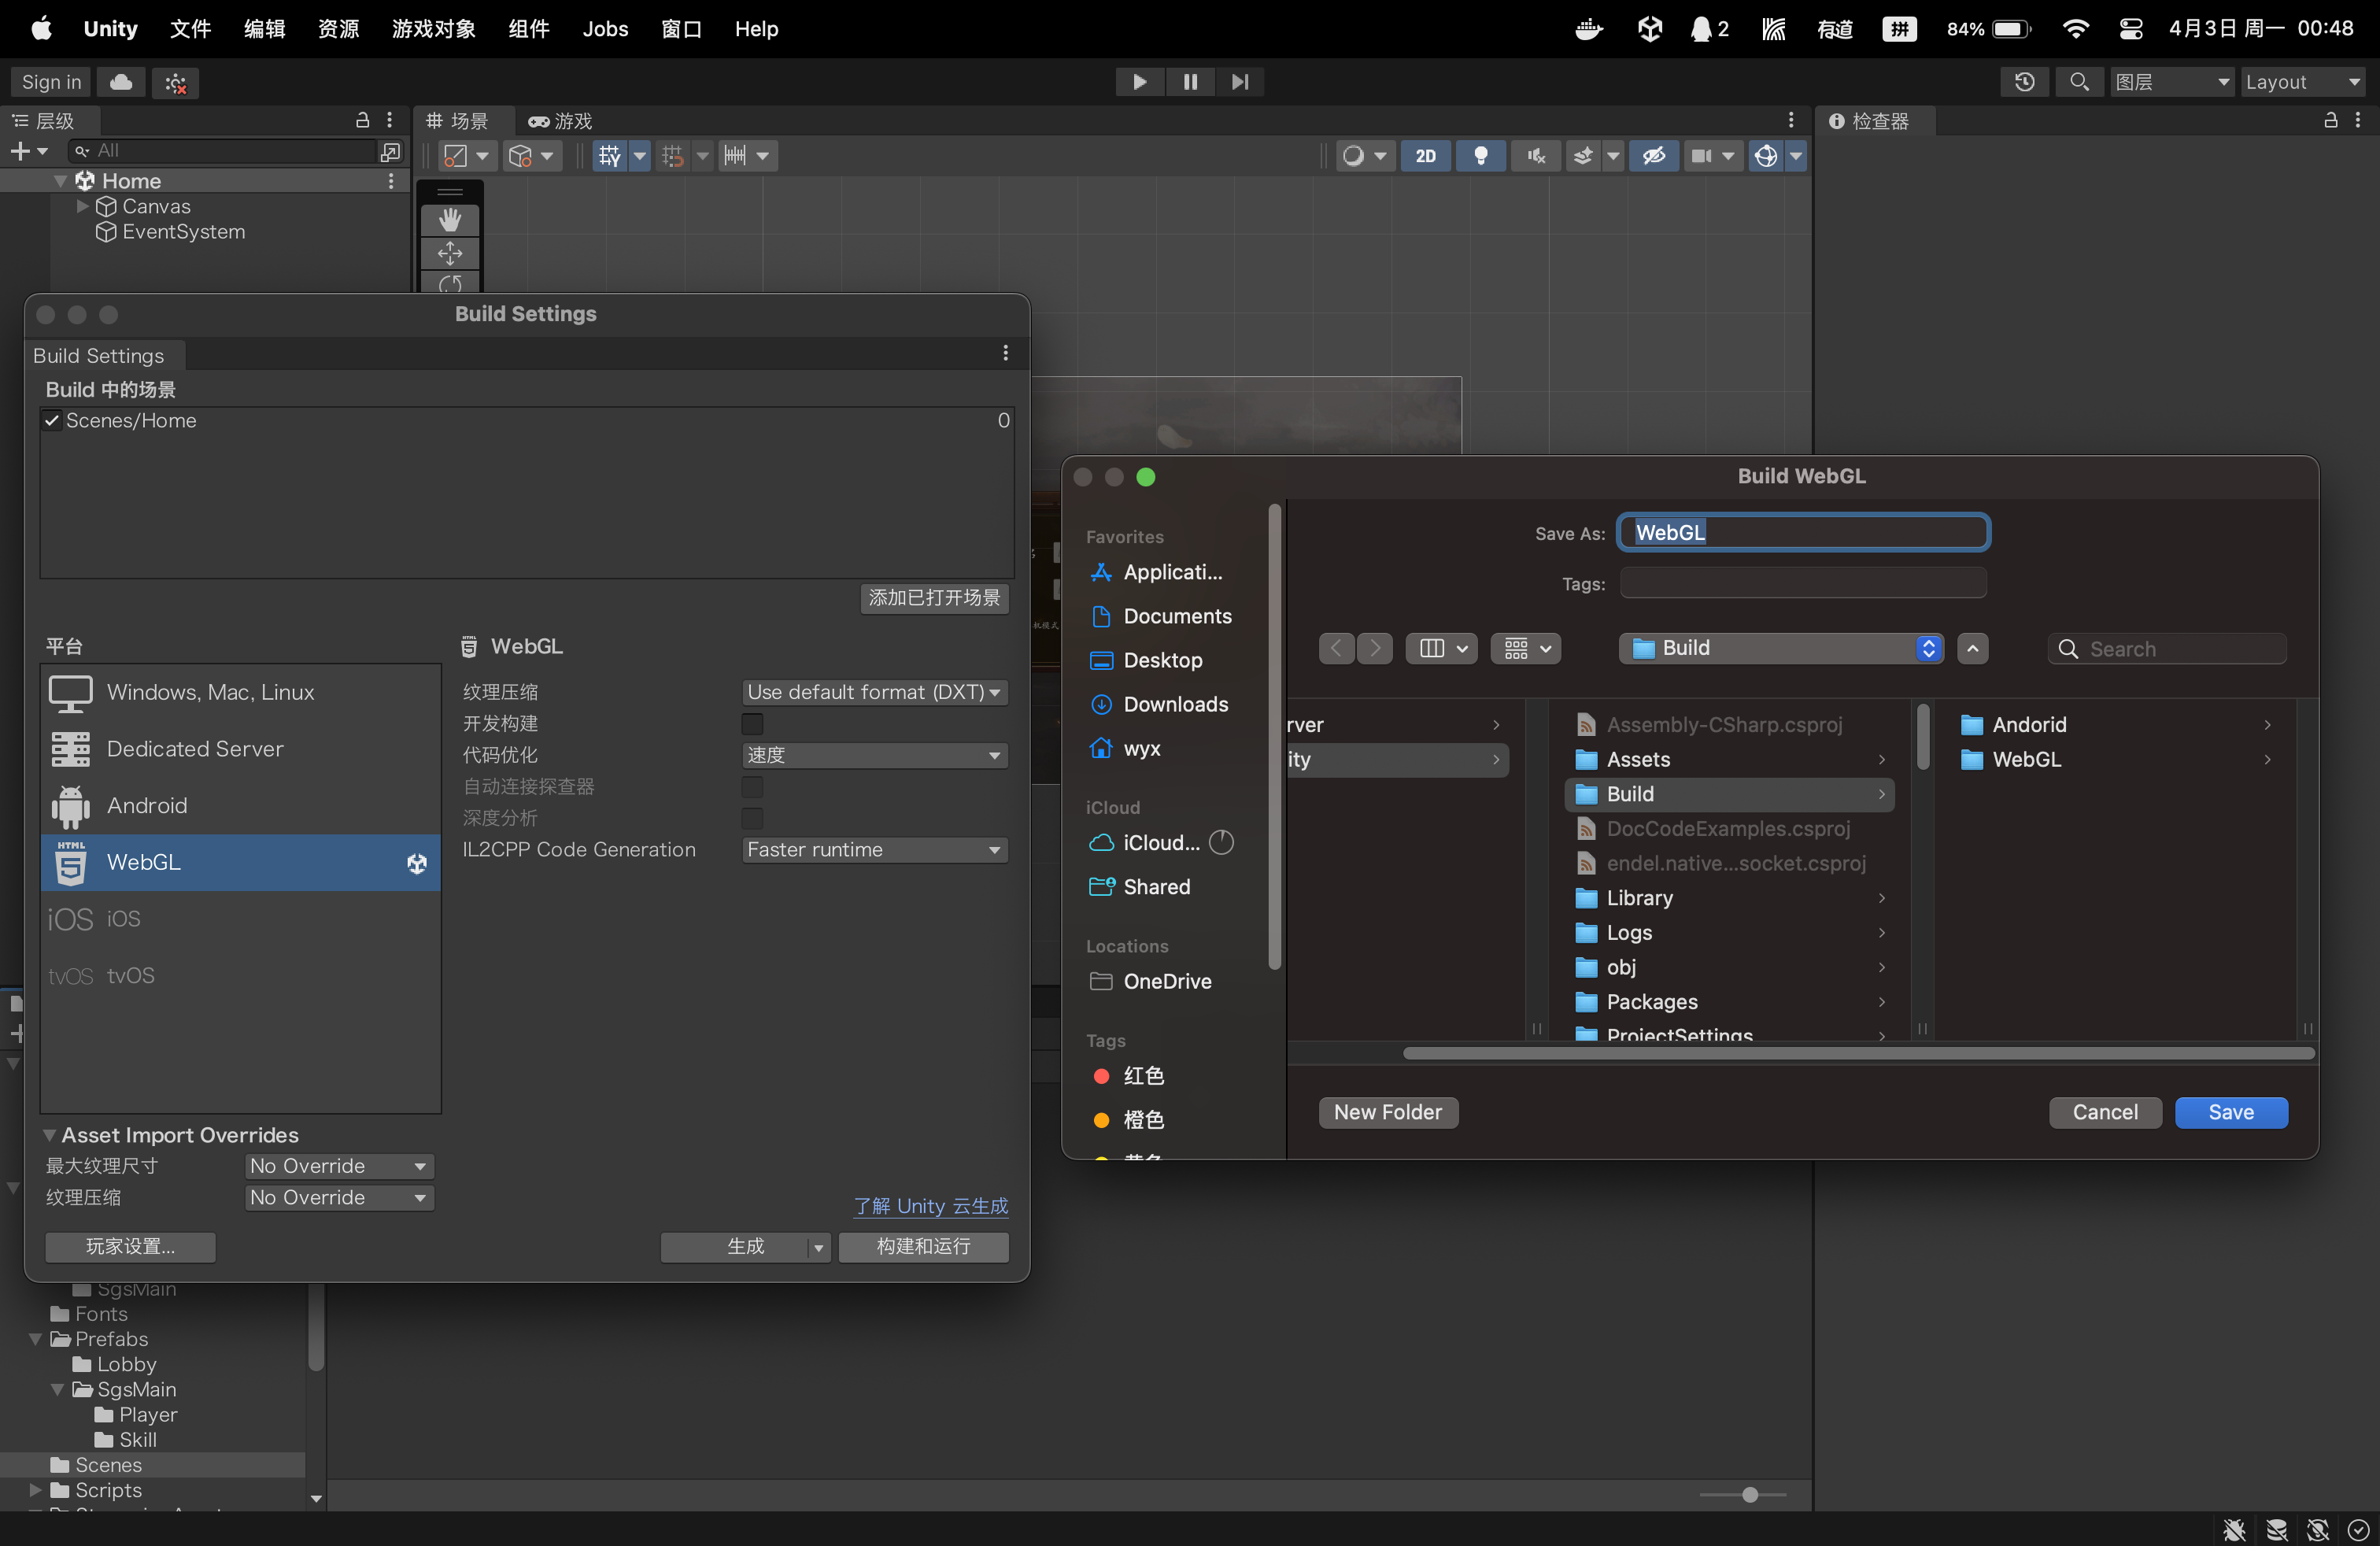 Unity 文件 编辑 资源 游戏对象 组件 Jobs 窗口 Help 2 有道 拼 84% 4月3日 周一 00:48
Sign in 图层 Layout
层级 场景 游戏 检查器
All 2D
Home
Canvas
EventSystem
Build Settings
Build Settings
Build 中的场景
Scenes/Home 0
添加已打开场景
平台
Windows, Mac, Linux
Dedicated Server
Android
HTML WebGL
iOS iOS
tvOS tvOS
HTML WebGL
纹理压缩 Use default format (DXT)
开发构建
代码优化 速度
自动连接探查器
深度分析
IL2CPP Code Generation Faster runtime
Asset Import Overrides
最大纹理尺寸 No Override
纹理压缩 No Override
了解 Unity 云生成
玩家设置... 生成 构建和运行
机模式
Build WebGL
Save As: WebGL
Tags:
Build Search
Favorites
Applicati...
Documents
Desktop
Downloads
wyx
iCloud
iCloud...
Shared
Locations
OneDrive
Tags
红色
橙色
黄色
rver
ity
Assembly-CSharp.csproj
Assets
Build
DocCodeExamples.csproj
endel.native...socket.csproj
Library
Logs
obj
Packages
ProjectSettings
Andorid
WebGL
New Folder Cancel Save
SgsMain
Fonts
Prefabs
Lobby
SgsMain
Player
Skill
Scenes
Scripts